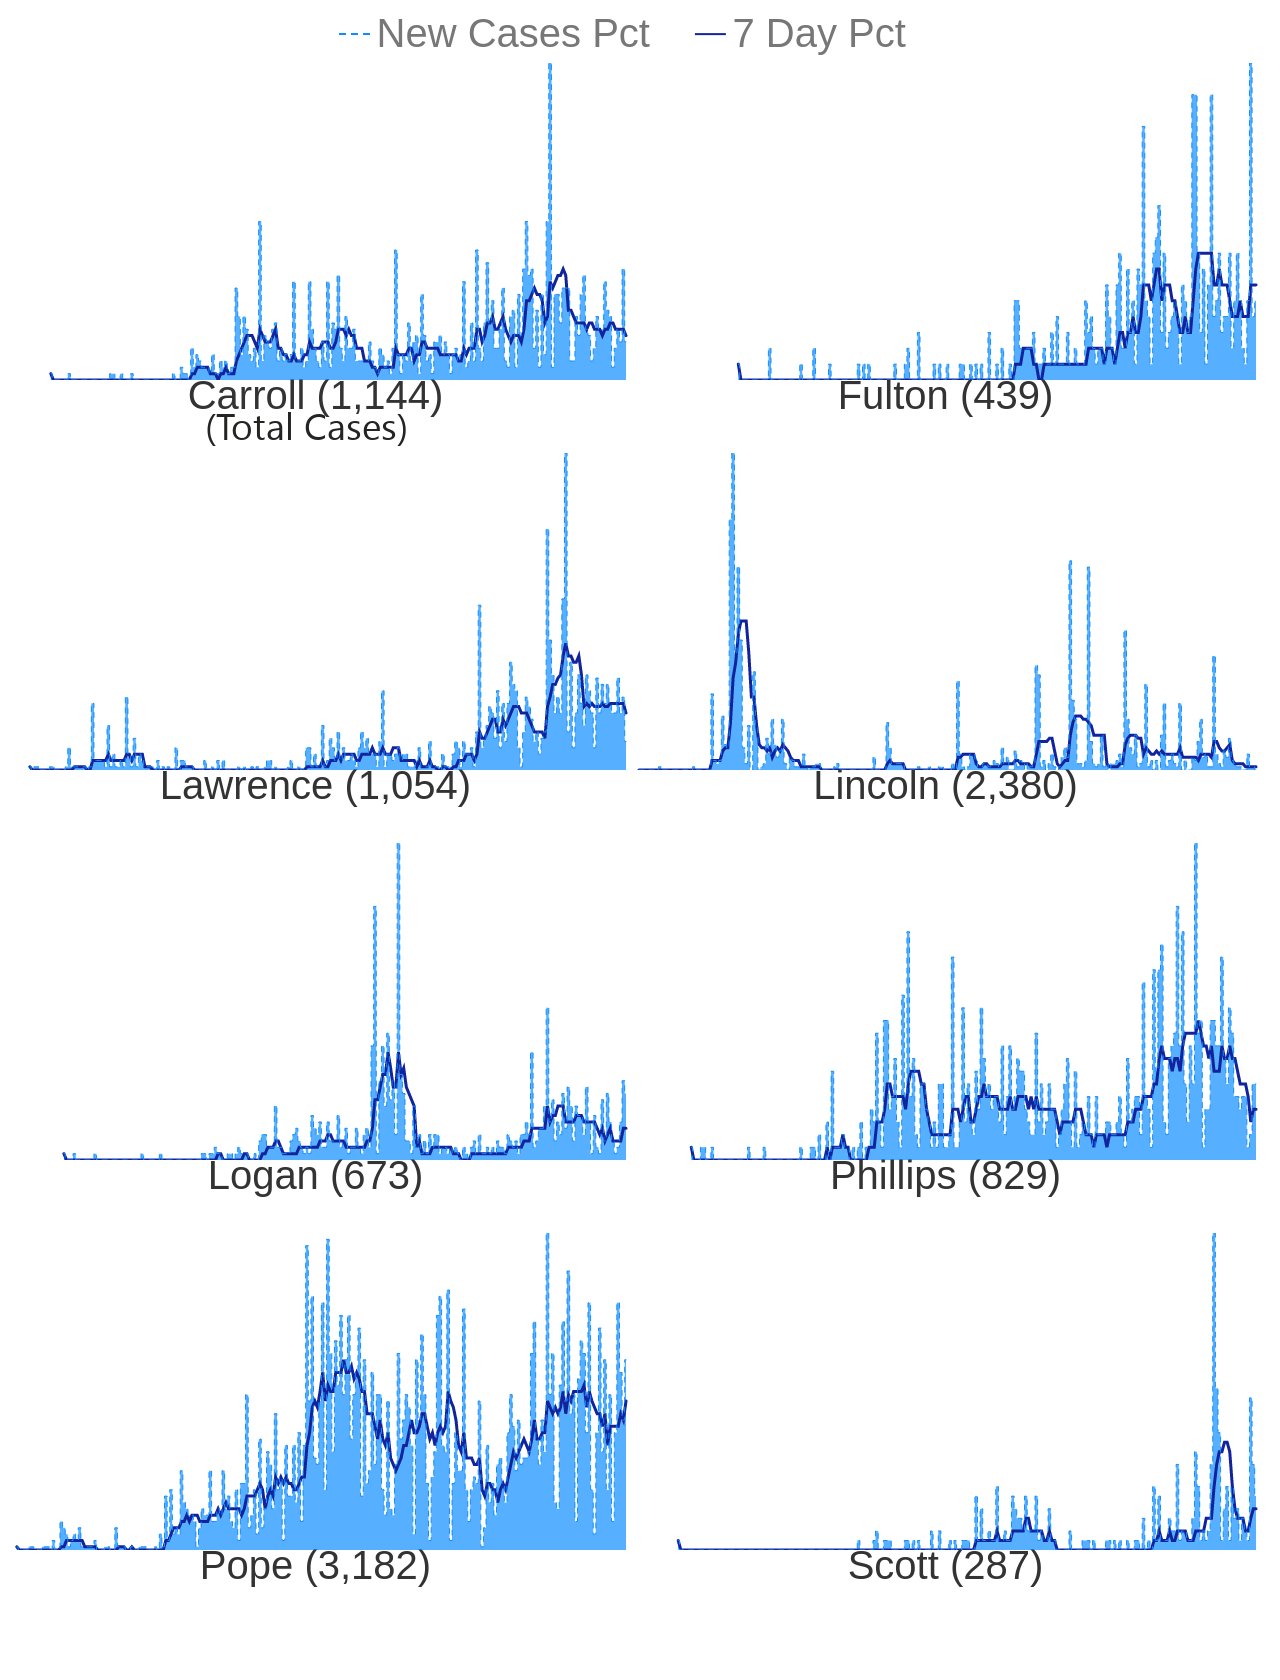 New Cases Pct 7 Day Pct
Carroll (1,144) Fulton (439)
(Total Cases)
Lawrence (1,054) Lincoln (2,380)
Logan (673) Phillips (829)
Pope (3,182) Scott (287)